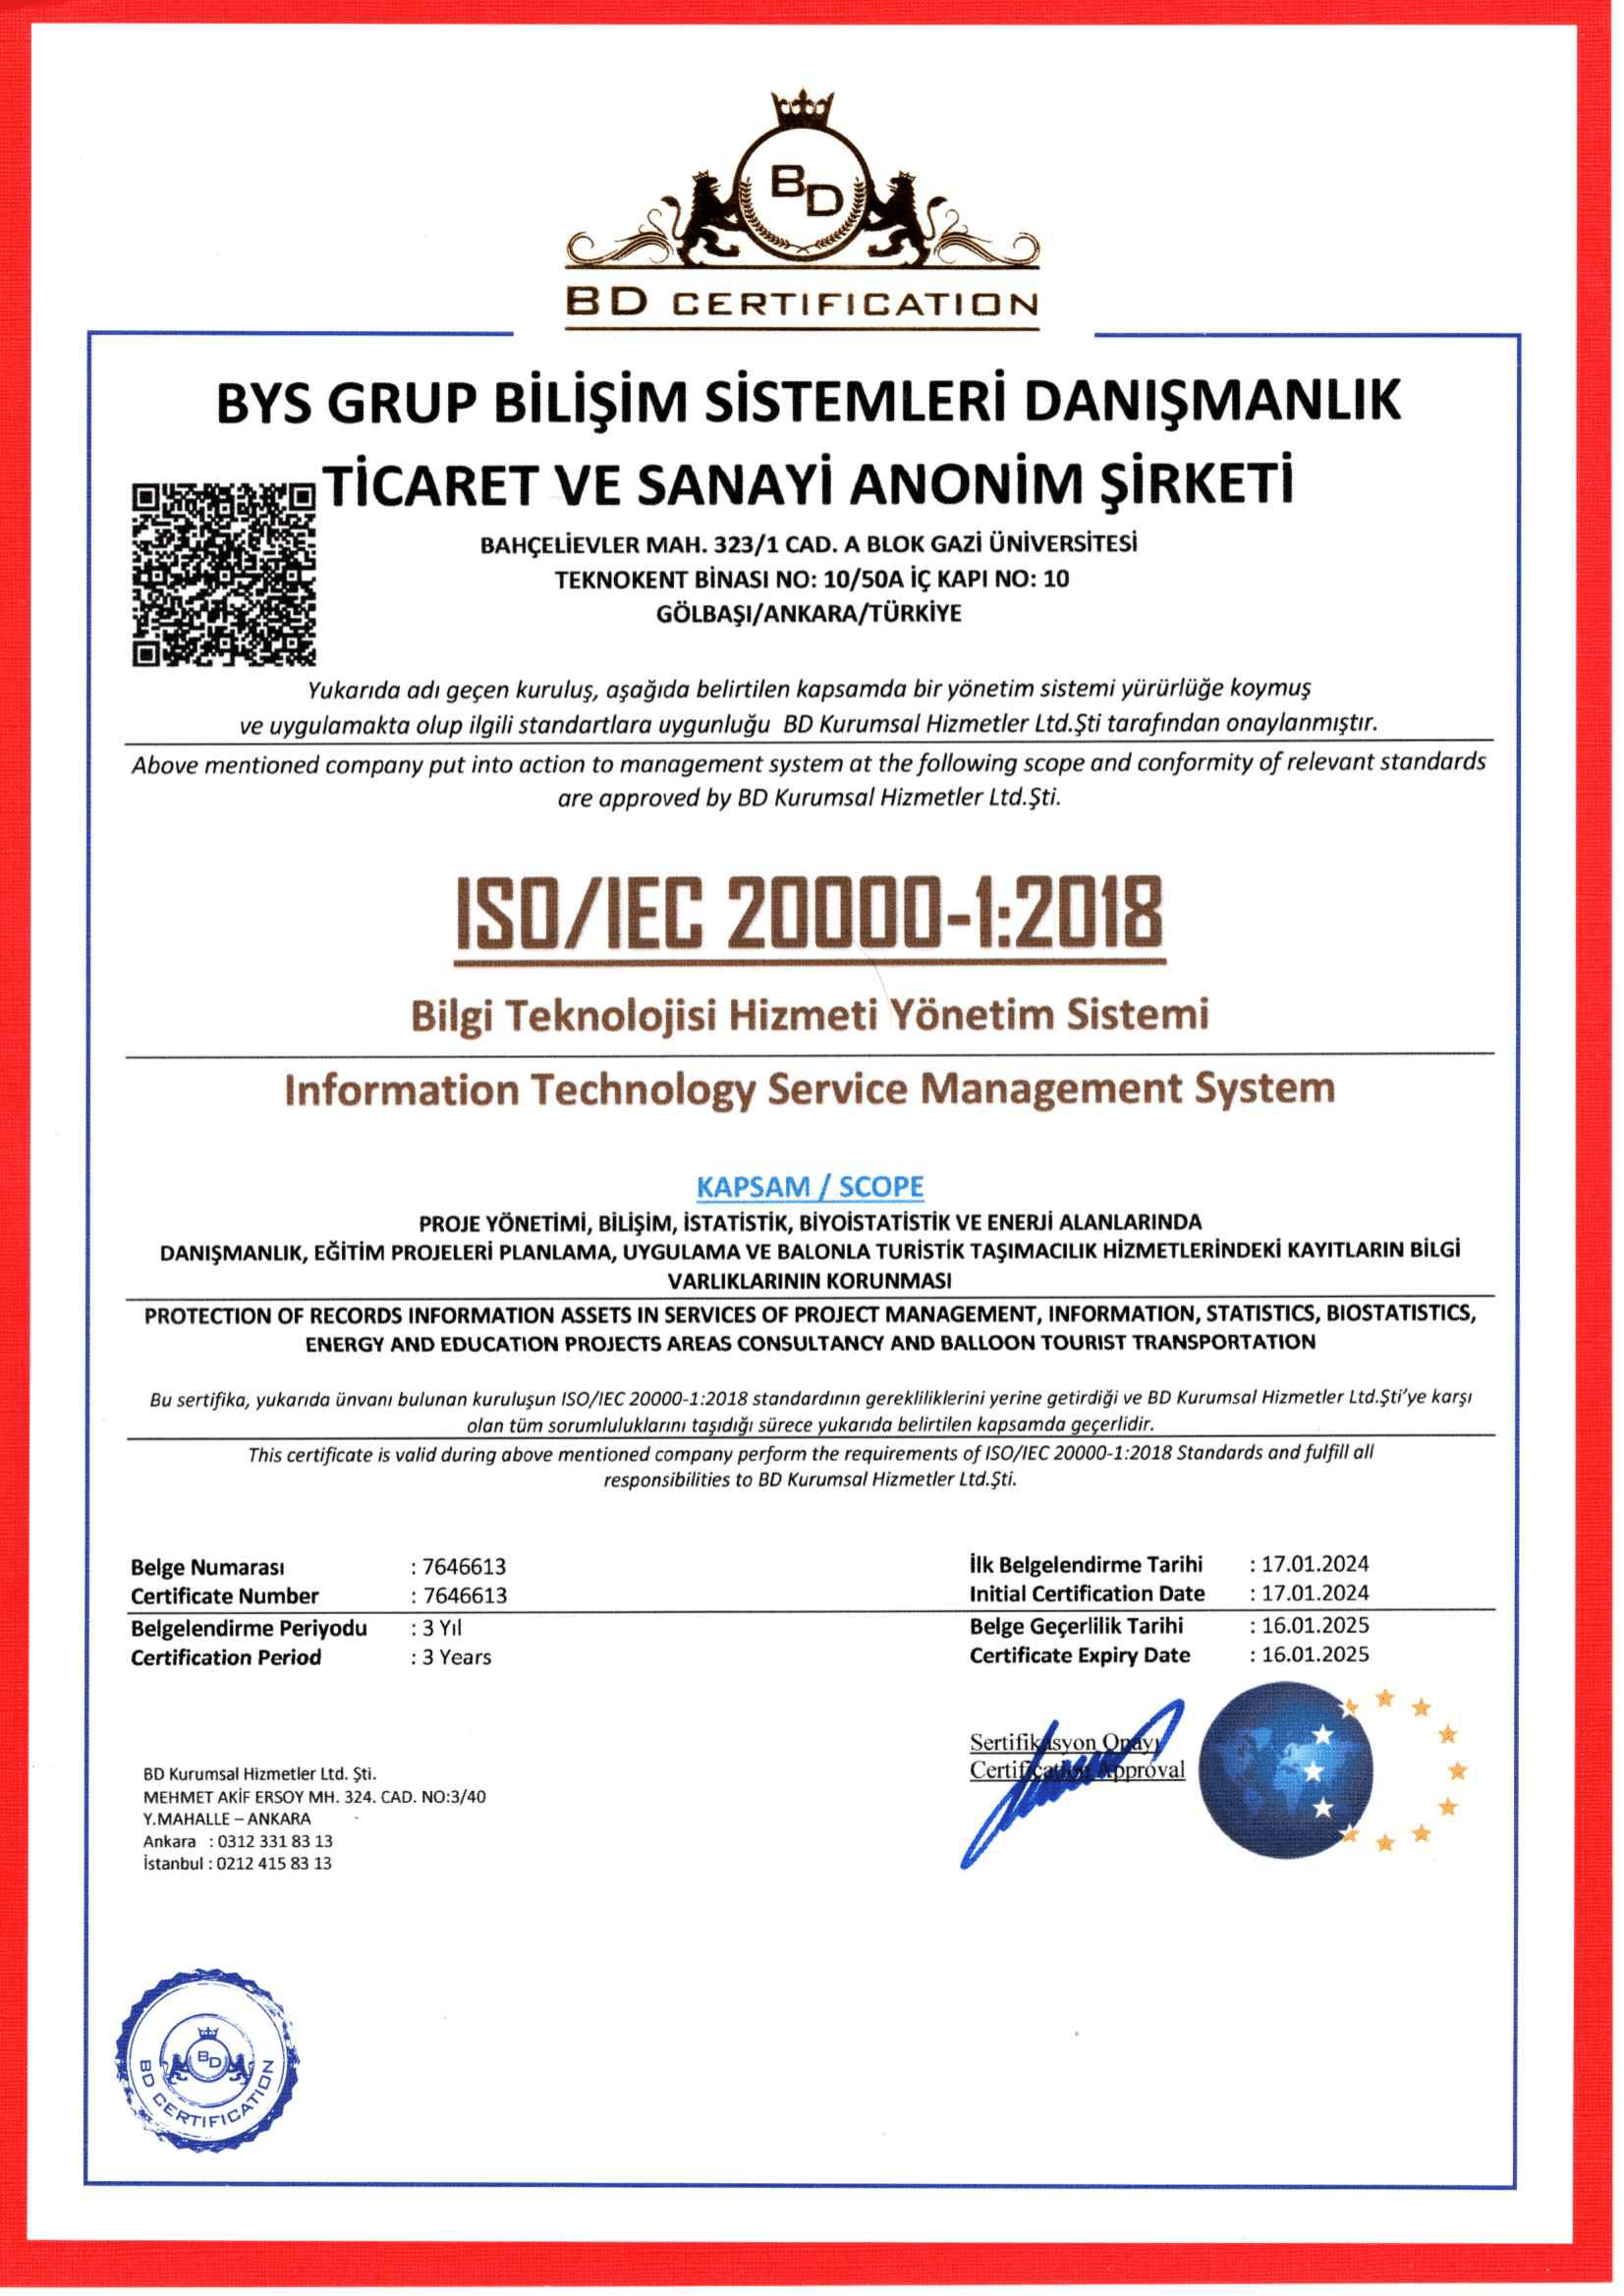 BD
BD CERTIFICATION
BYS GRUP BİLİŞİM SİSTEMLERİ DANIŞMANLIK
TİCARET VE SANAYİ ANONİM ŞİRKETİ
BAHÇELİEVLER MAH. 323/1 CAD. A BLOK GAZİ ÜNİVERSİTESİ
TEKNOKENT BİNASI NO: 10/50A İÇ KAPI NO: 10
GÖLBAŞI/ANKARA/TÜRKİYE
Yukarıda adı geçen kuruluş, aşağıda belirtilen kapsamda bir yönetim sistemi yürürlüğe koymuş
ve uygulamakta olup ilgili standartlara uygunluğu BD Kurumsal Hizmetler Ltd.Şti tarafından onaylanmıştır.
Above mentioned company put into action to management system at the following scope and conformity of relevant standards
are approved by BD Kurumsal Hizmetler Ltd.Şti.
ISO/IEC 20000-1:2018
Bilgi Teknolojisi Hizmeti Yönetim Sistemi
Information Technology Service Management System
KAPSAM / SCOPE
PROJE YÖNETİMİ, BİLİŞİM, İSTATİSTİK, BİYOİSTATİSTİK VE ENERJİ ALANLARINDA
DANIŞMANLIK, EĞİTİM PROJELERİ PLANLAMA, UYGULAMA VE BALONLA TURİSTİK TAŞIMACILIK HİZMETLERİNDEKİ KAYITLARIN BİLGİ
VARLIKLARININ KORUNMASI
PROTECTION OF RECORDS INFORMATION ASSETS IN SERVICES OF PROJECT MANAGEMENT, INFORMATION, STATISTICS, BIOSTATISTICS,
ENERGY AND EDUCATION PROJECTS AREAS CONSULTANCY AND BALLOON TOURIST TRANSPORTATION
Bu sertifika, yukarıda ünvanı bulunan kuruluşun ISO/IEC 20000-1:2018 standardının gerekliliklerini yerine getirdiği ve BD Kurumsal Hizmetler Ltd.Şti'ye karşı
olan tüm sorumluluklarını taşıdığı sürece yukarıda belirtilen kapsamda geçerlidir.
This certificate is valid during above mentioned company perform the requirements of ISO/IEC 20000-1:2018 Standards and fulfill all
responsibilities to BD Kurumsal Hizmetler Ltd.Şti.
Belge Numarası : 7646613
Certificate Number : 7646613
Belgelendirme Periyodu : 3 Yıl
Certification Period : 3 Years
İlk Belgelendirme Tarihi : 17.01.2024
Initial Certification Date : 17.01.2024
Belge Geçerlilik Tarihi : 16.01.2025
Certificate Expiry Date : 16.01.2025
Sertifikasyon Onayı
Certification Approval
BD Kurumsal Hizmetler Ltd. Şti.
MEHMET AKİF ERSOY MH. 324. CAD. NO:3/40
Y.MAHALLE – ANKARA
Ankara : 0312 331 83 13
İstanbul : 0212 415 83 13
BD
BD CERTIFICATION